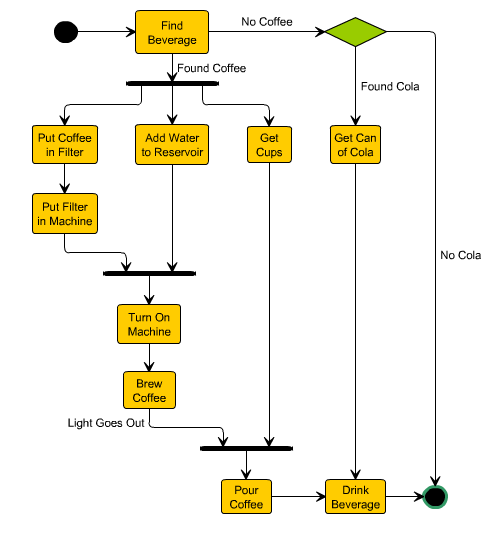 No Coffee
Find
Beverage
Found Coffee
Found Cola
Put Coffee
in Filter
Add Water
to Reservoir
Get
Cups
Get Can
of Cola
Put Filter
in Machine
No Cola
Turn On
Machine
Brew
Coffee
Light Goes Out
Pour
Coffee
Drink
Beverage